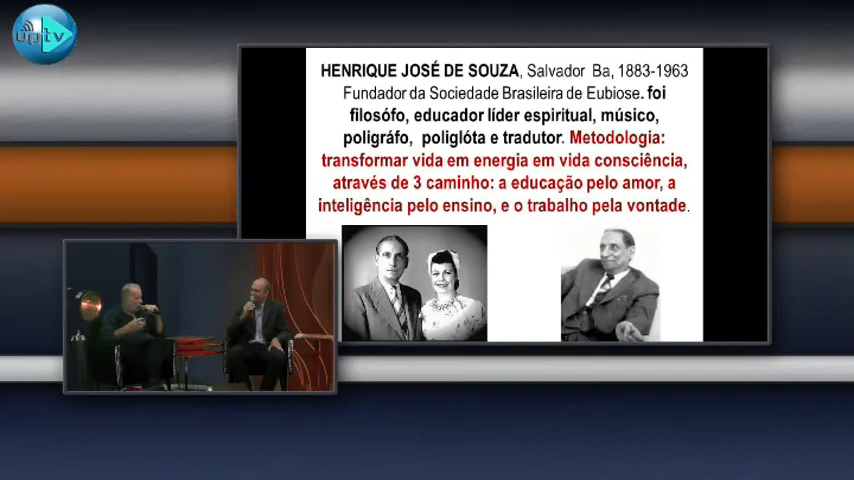 uptv
HENRIQUE JOSÉ DE SOUZA, Salvador Ba, 1883-1963
Fundador da Sociedade Brasileira de Eubiose. foi
filosófo, educador líder espiritual, músico,
poligráfo, poliglóta e tradutor. Metodologia:
transformar vida em energia em vida consciência,
através de 3 caminho: a educação pelo amor, a
inteligência pelo ensino, e o trabalho pela vontade.